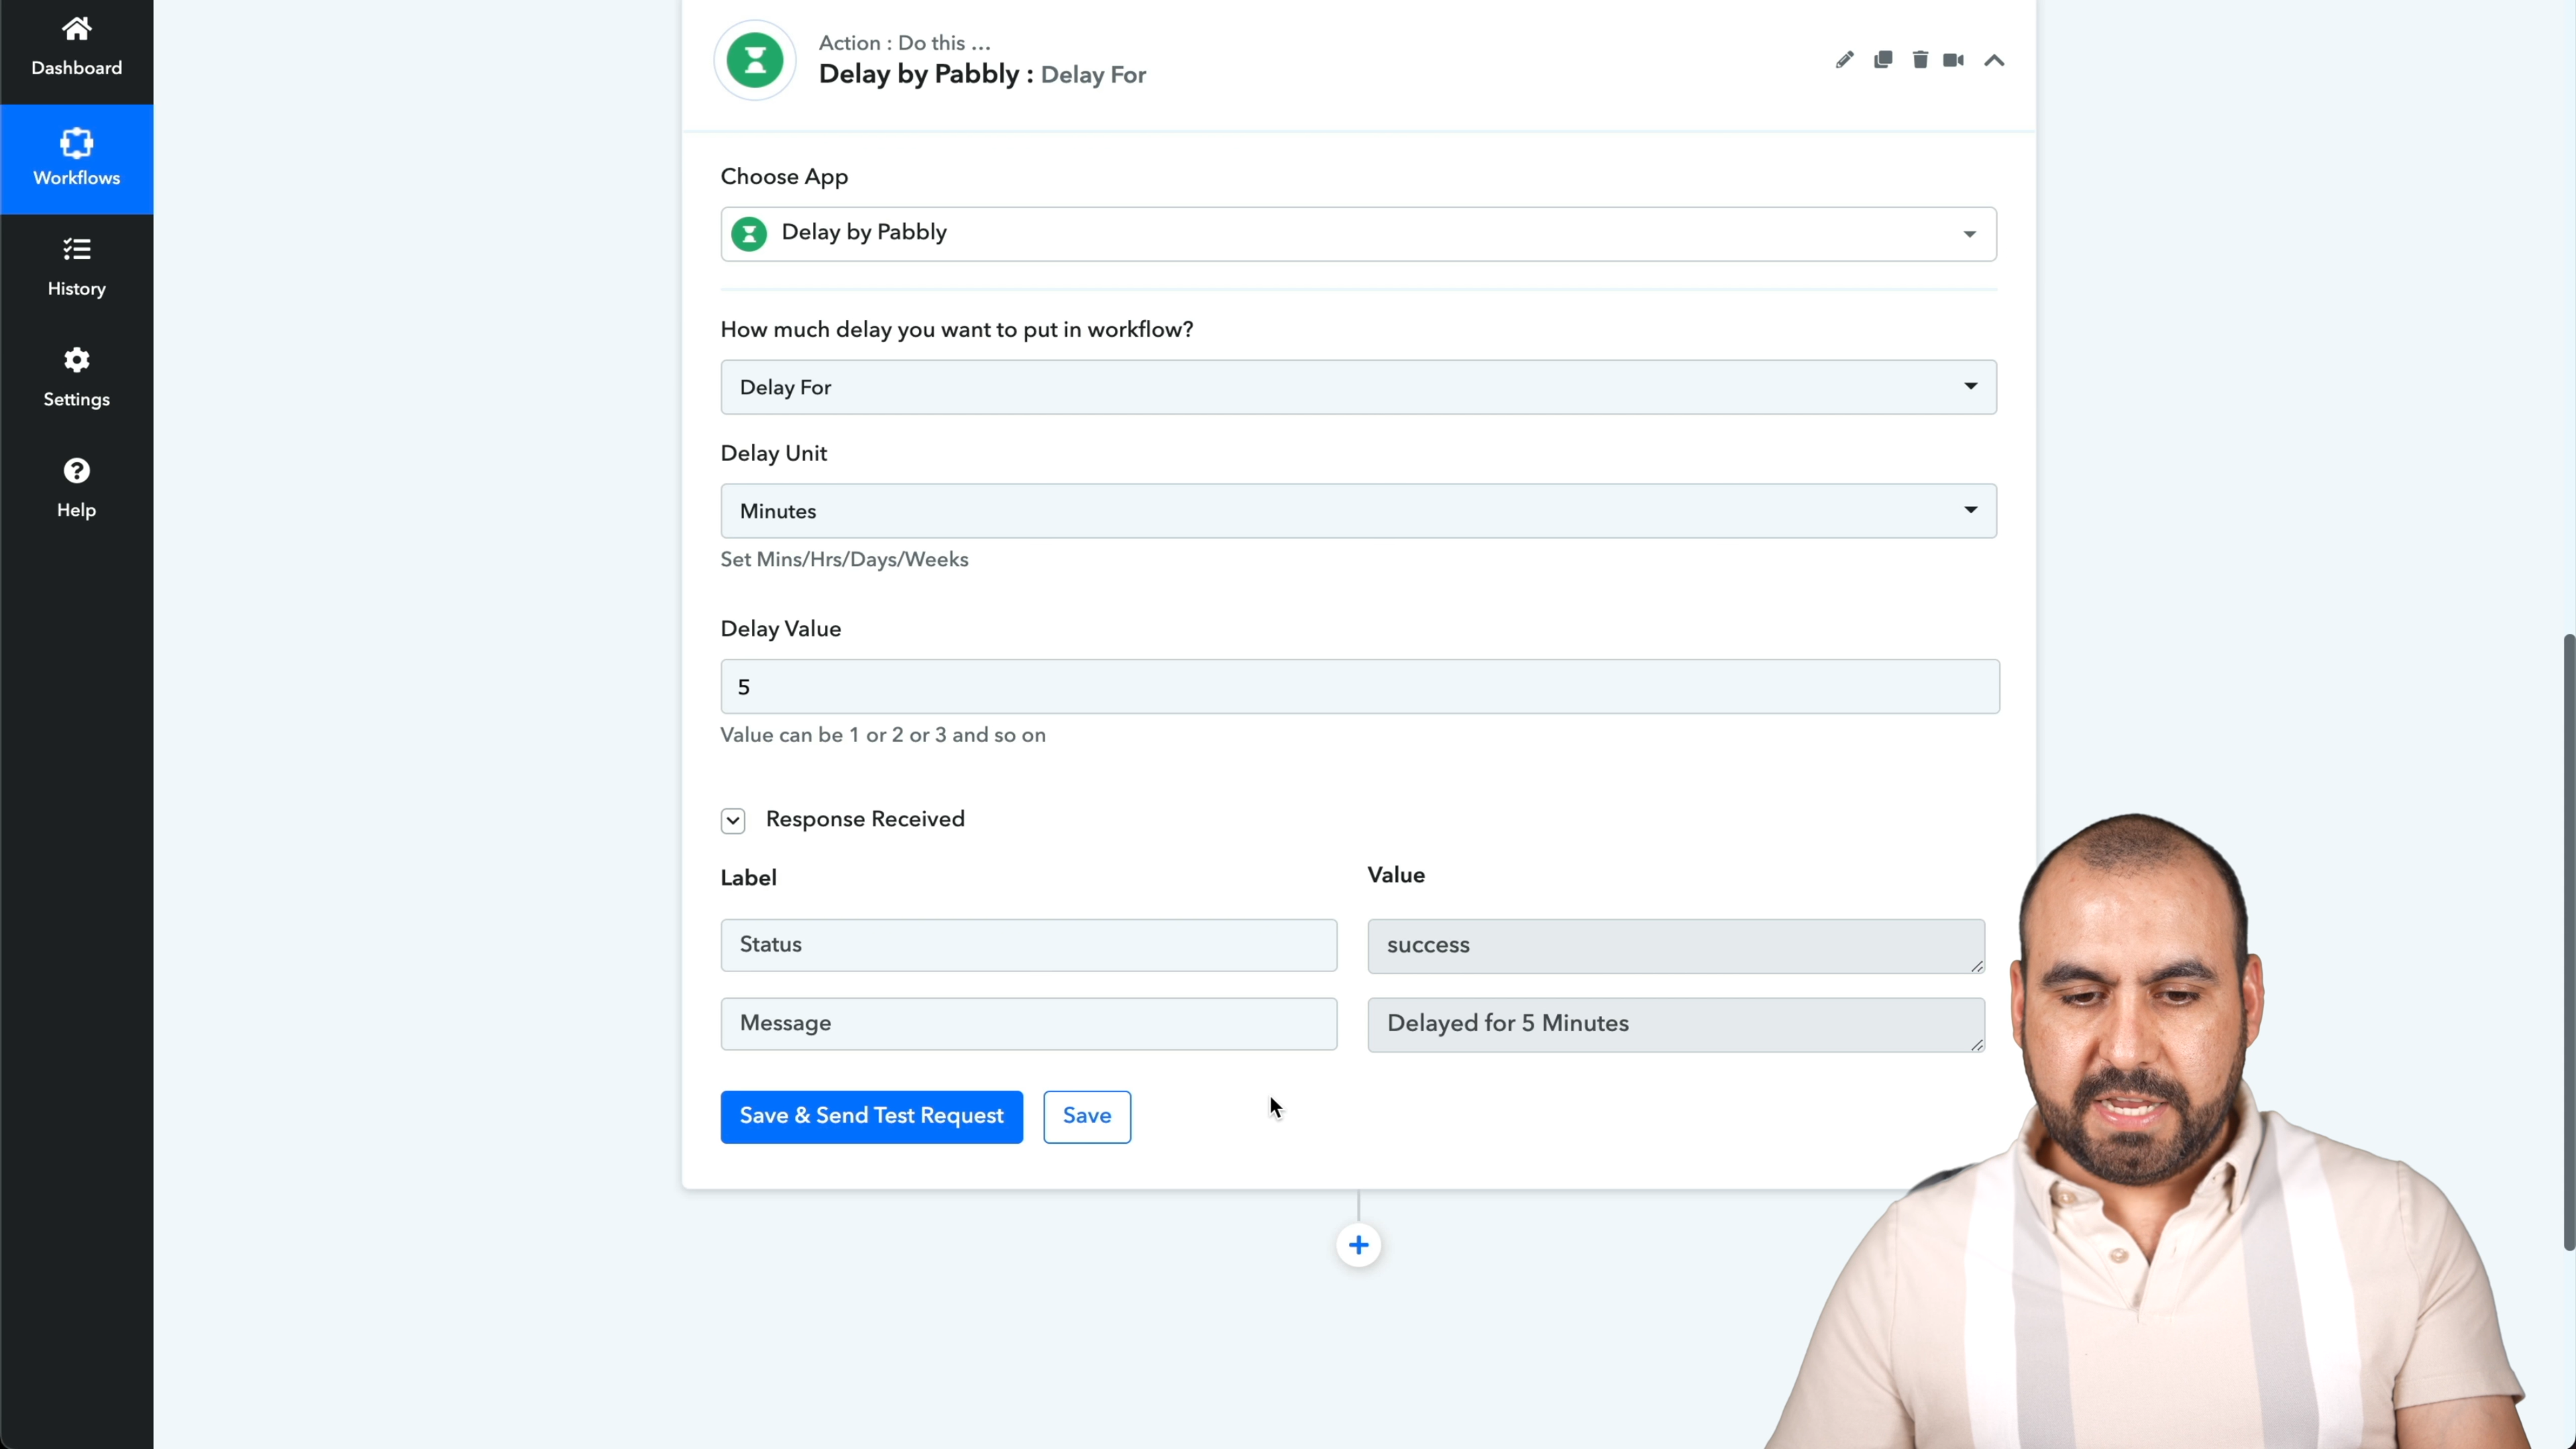 Dashboard
Workflows
History
Settings
Help
Action : Do this ...
Delay by Pabbly : Delay For
Choose App
Delay by Pabbly
How much delay you want to put in workflow?
Delay For
Delay Unit
Minutes
Set Mins/Hrs/Days/Weeks
Delay Value
5
Value can be 1 or 2 or 3 and so on
Response Received
Label
Value
Status
success
Message
Delayed for 5 Minutes
Save & Send Test Request
Save